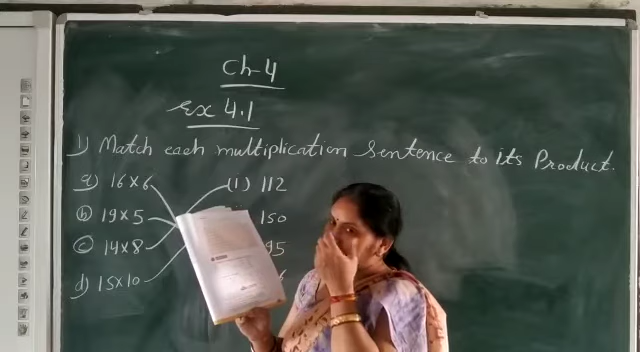 Ch-4
Ex 4.1
1) Match each multiplication sentence to its Product.
a) 16×6 (i) 112
b) 19×5 150
c) 14×8 95
d) 15×10 6